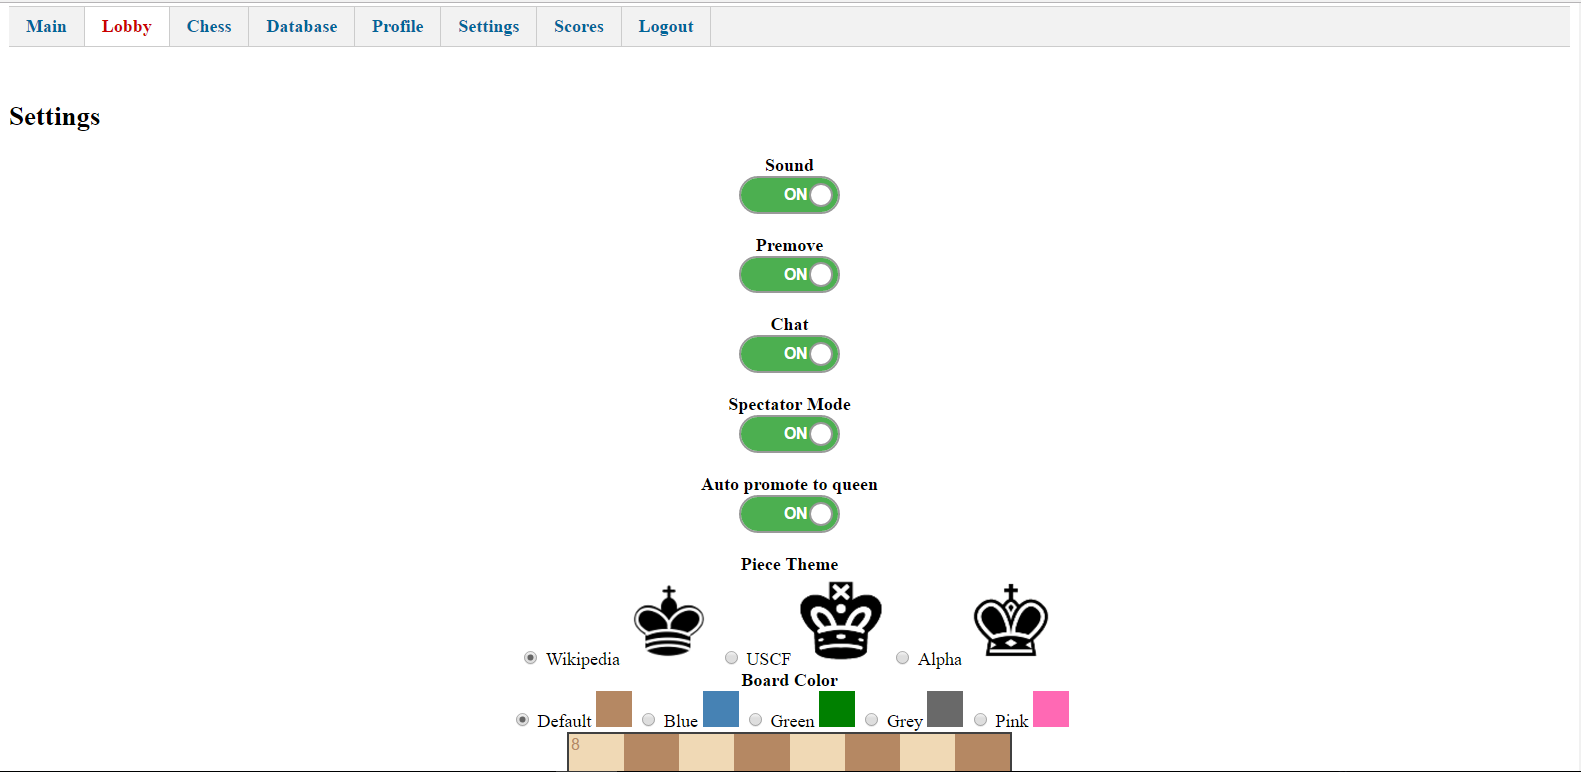 Main Lobby Chess Database Profile Settings Scores Logout
Settings
Sound
ON
Premove
ON
Chat
ON
Spectator Mode
ON
Auto promote to queen
ON
Piece Theme
Wikipedia USCF Alpha
Board Color
Default Blue Green Grey Pink
8